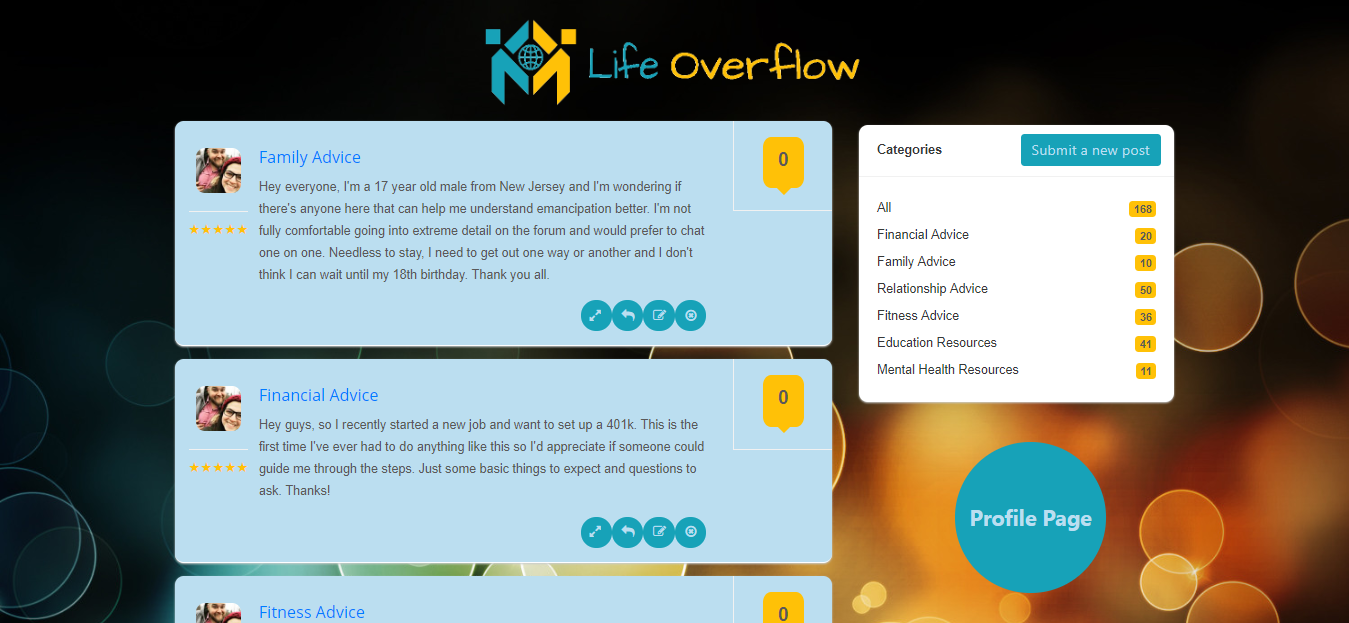 Life Overflow
Family Advice
0
Hey everyone, I'm a 17 year old male from New Jersey and I'm wondering if
there's anyone here that can help me understand emancipation better. I'm not
fully comfortable going into extreme detail on the forum and would prefer to chat
one on one. Needless to stay, I need to get out one way or another and I don't
think I can wait until my 18th birthday. Thank you all.
Financial Advice
0
Hey guys, so I recently started a new job and want to set up a 401k. This is the
first time I've ever had to do anything like this so I'd appreciate if someone could
guide me through the steps. Just some basic things to expect and questions to
ask. Thanks!
Fitness Advice
0
Categories
Submit a new post
All 168
Financial Advice 20
Family Advice 10
Relationship Advice 50
Fitness Advice 36
Education Resources 41
Mental Health Resources 11
Profile Page